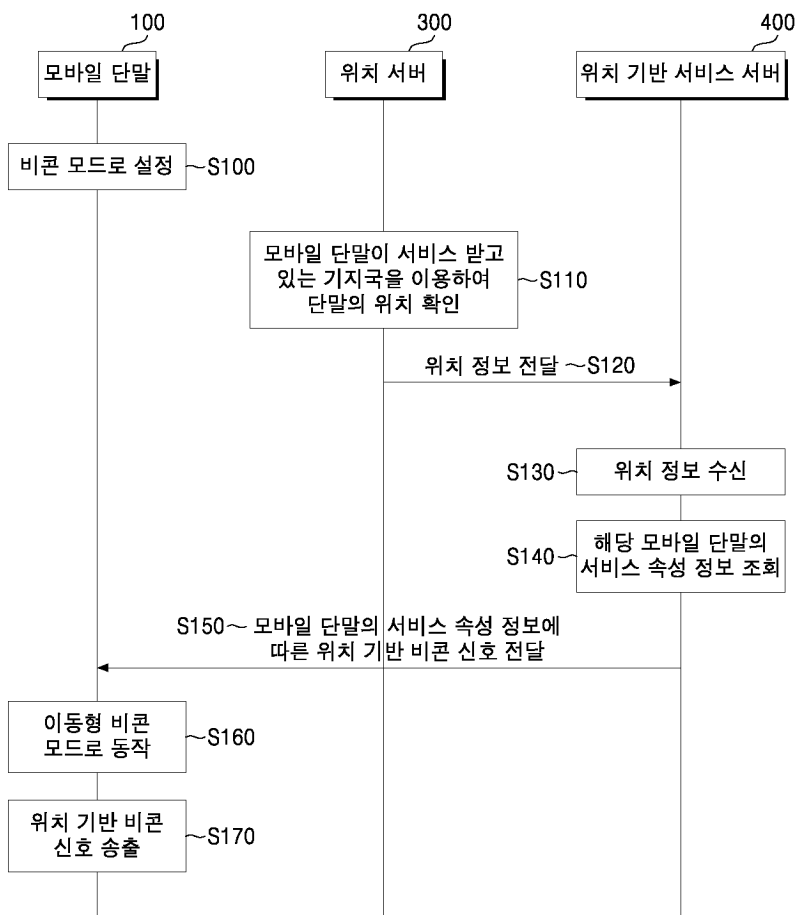 100
300
400
모바일 단말
위치 서버
위치 기반 서비스 서버
비콘 모드로 설정
S100
모바일 단말이 서비스 받고
있는 기지국을 이용하여
단말의 위치 확인
S110
위치 정보 전달
S120
S130
위치 정보 수신
S140
해당 모바일 단말의
서비스 속성 정보 조회
S150
모바일 단말의 서비스 속성 정보에
따른 위치 기반 비콘 신호 전달
이동형 비콘
모드로 동작
S160
위치 기반 비콘
신호 송출
S170